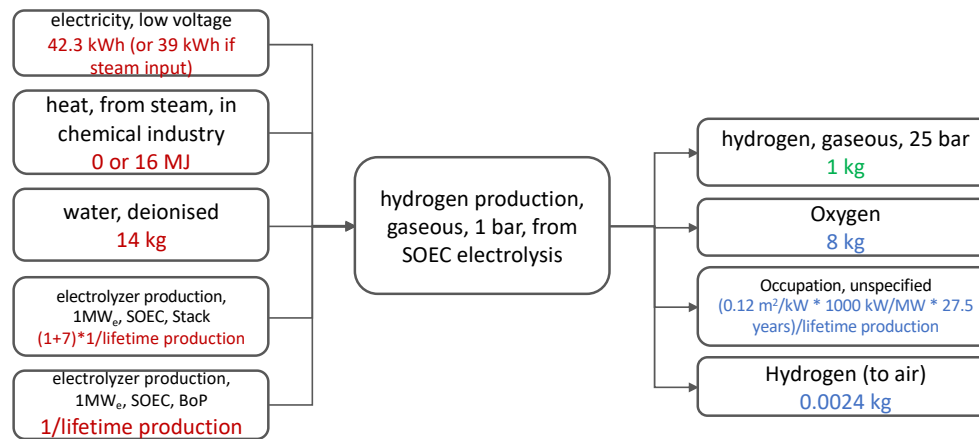 electricity, low voltage
42.3 kWh (or 39 kWh if
steam input)
heat, from steam, in
chemical industry
0 or 16 MJ
water, deionised
14 kg
electrolyzer production,
1MWₑ, SOEC, Stack
(1+7)*1/lifetime production
electrolyzer production,
1MWₑ, SOEC, BoP
1/lifetime production
hydrogen production,
gaseous, 1 bar, from
SOEC electrolysis
hydrogen, gaseous, 25 bar
1 kg
Oxygen
8 kg
Occupation, unspecified
(0.12 m²/kW * 1000 kW/MW * 27.5
years)/lifetime production
Hydrogen (to air)
0.0024 kg